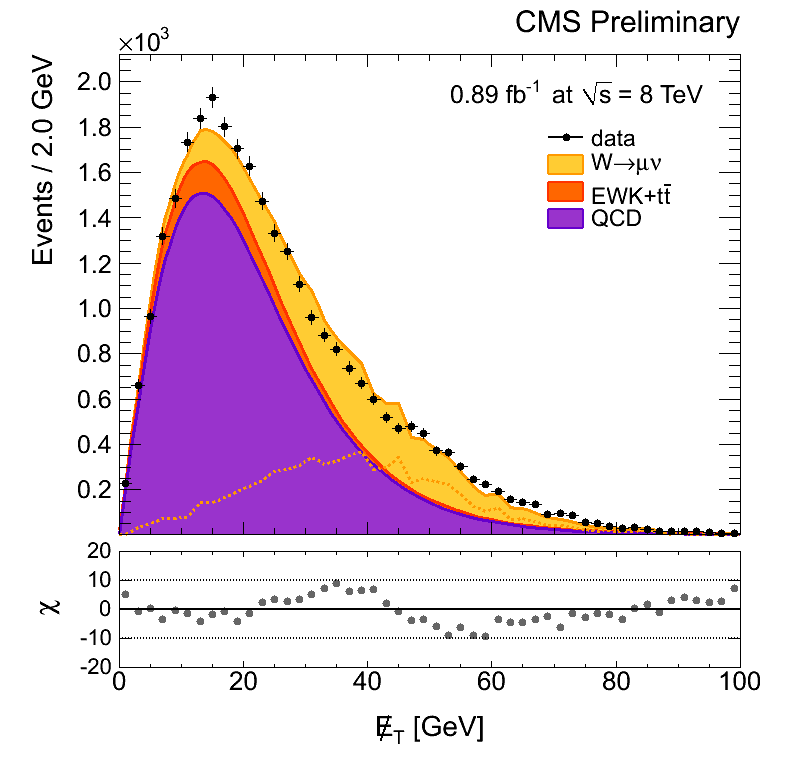 CMS Preliminary
×10³
0.89 fb⁻¹ at √s = 8 TeV
data
W→μν
EWK+tt̄
QCD
Events / 2.0 GeV
2.0
1.8
1.6
1.4
1.2
1.0
0.8
0.6
0.4
0.2
χ
20
10
0
-10
-20
0 20 40 60 80 100
E̸_T [GeV]